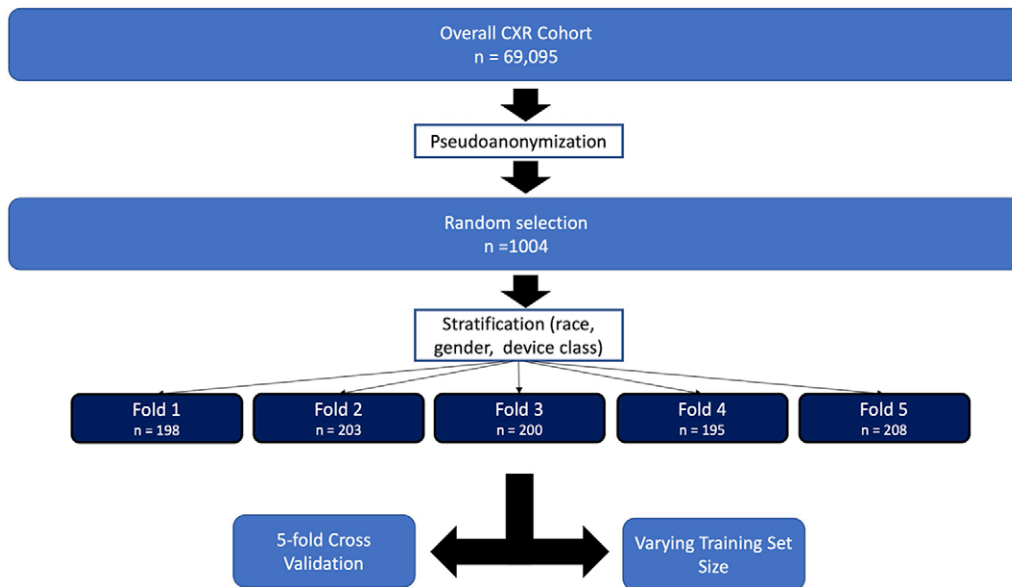 Overall CXR Cohort
n = 69,095
Pseudoanonymization
Random selection
n =1004
Stratification (race,
gender, device class)
Fold 1
n = 198
Fold 2
n = 203
Fold 3
n = 200
Fold 4
n = 195
Fold 5
n = 208
5-fold Cross
Validation
Varying Training Set
Size